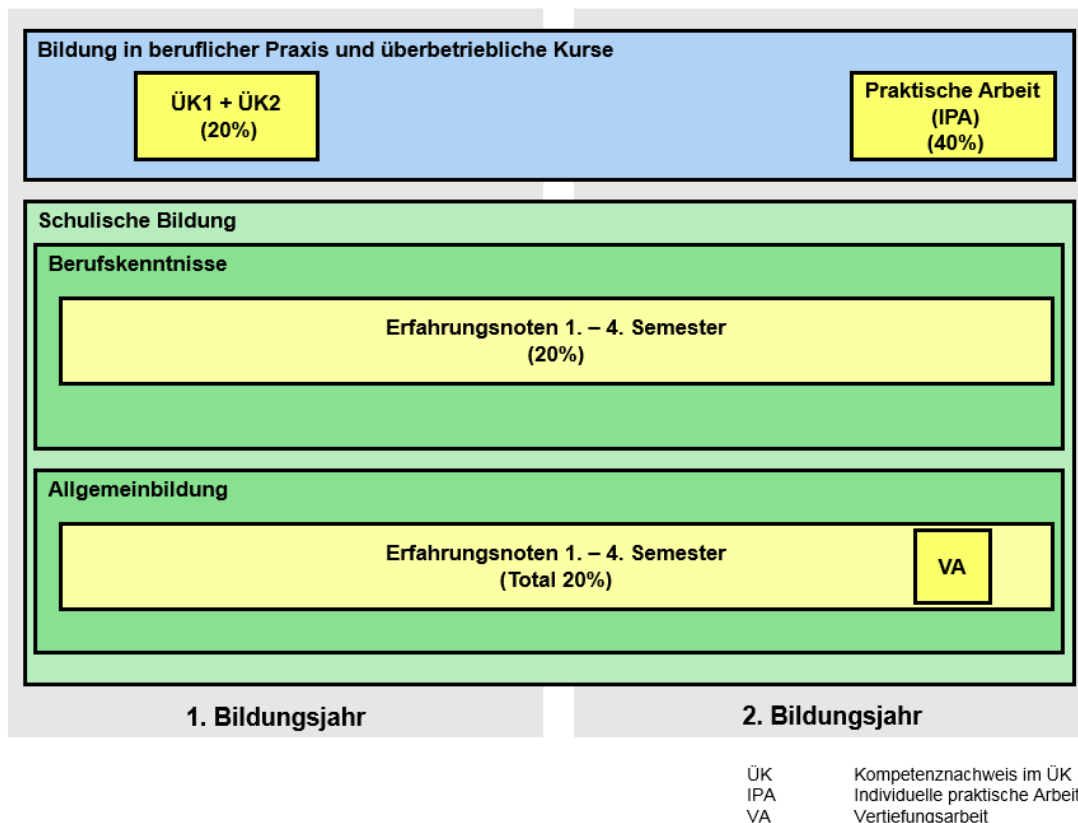 Bildung in beruflicher Praxis und überbetriebliche Kurse
ÜK1 + ÜK2
(20%)
Praktische Arbeit
(IPA)
(40%)
Schulische Bildung
Berufskenntnisse
Erfahrungsnoten 1. – 4. Semester
(20%)
Allgemeinbildung
Erfahrungsnoten 1. – 4. Semester
(Total 20%)
VA
1. Bildungsjahr
2. Bildungsjahr
ÜK Kompetenznachweis im ÜK
IPA Individuelle praktische Arbeit
VA Vertiefungsarbeit